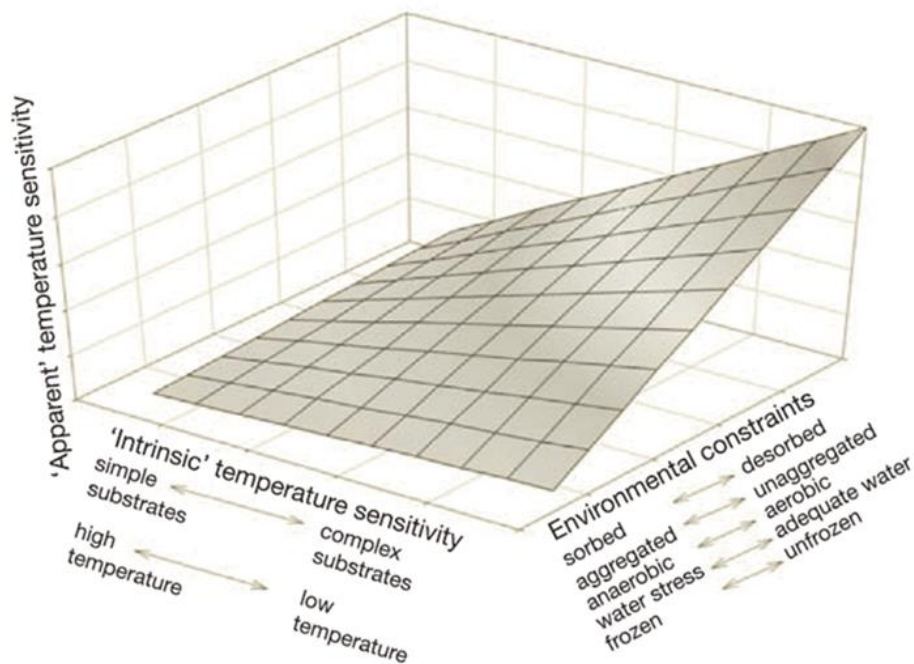 'Apparent' temperature sensitivity
'Intrinsic' temperature sensitivity
simple
substrates
complex
substrates
high
temperature
low
temperature
Environmental constraints
sorbed
desorbed
aggregated
unaggregated
anaerobic
aerobic
water stress
adequate water
frozen
unfrozen